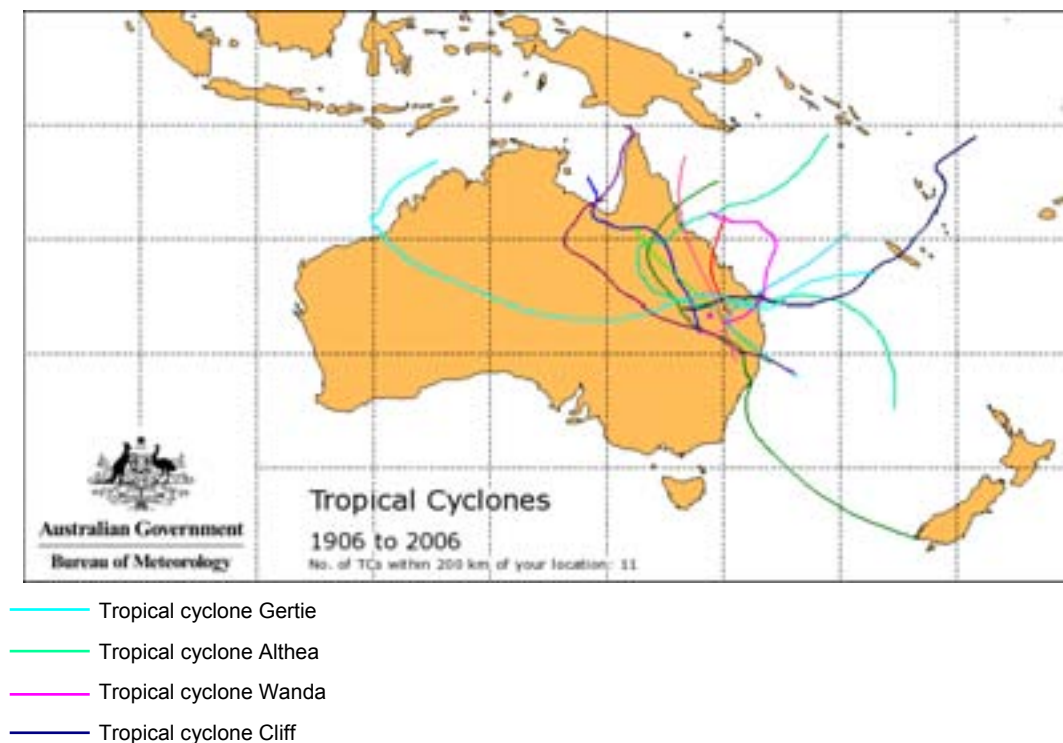 Australian Government
Bureau of Meteorology
Tropical Cyclones
1906 to 2006
No. of TCs within 200 km of your location: 11
Tropical cyclone Gertie
Tropical cyclone Althea
Tropical cyclone Wanda
Tropical cyclone Cliff